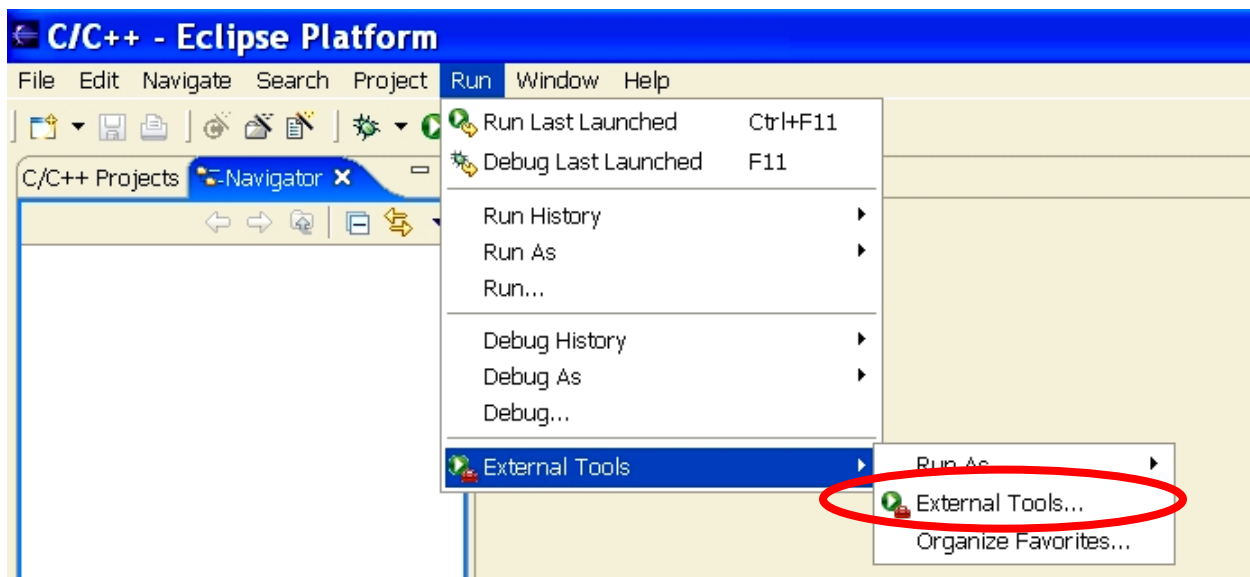 C/C++ - Eclipse Platform
File Edit Navigate Search Project Run Window Help
Run Last Launched Ctrl+F11
Debug Last Launched F11
C/C++ Projects Navigator
Run History
Run As
Run...
Debug History
Debug As
Debug...
External Tools
Run As
External Tools...
Organize Favorites...